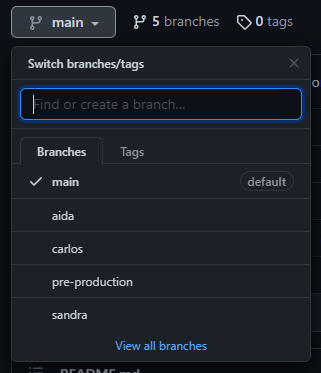 main 5 branches 0 tags
Switch branches/tags
Find or create a branch...
Branches Tags
main default
aida
carlos
pre-production
sandra
View all branches
README.md